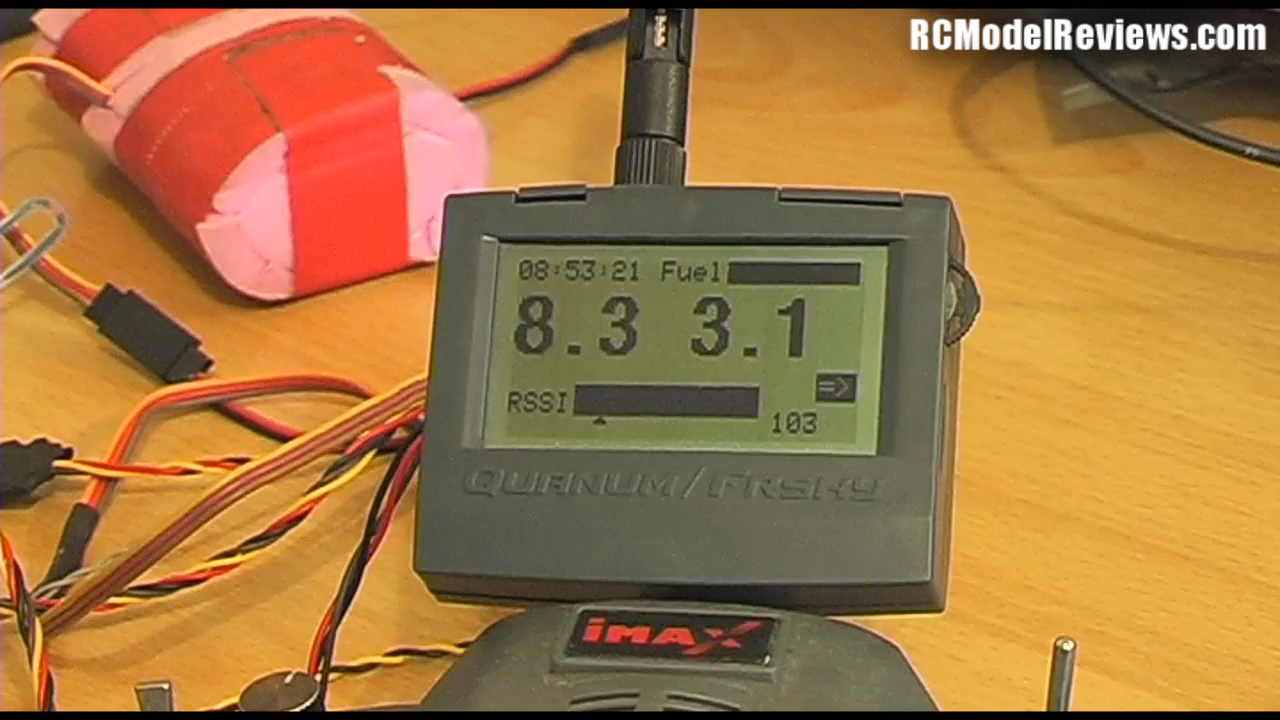 RCModelReviews.com
08:53:21 Fuel
8.3 3.1
=>
RSSI
103
QUANUM/FRSKY
iMAX